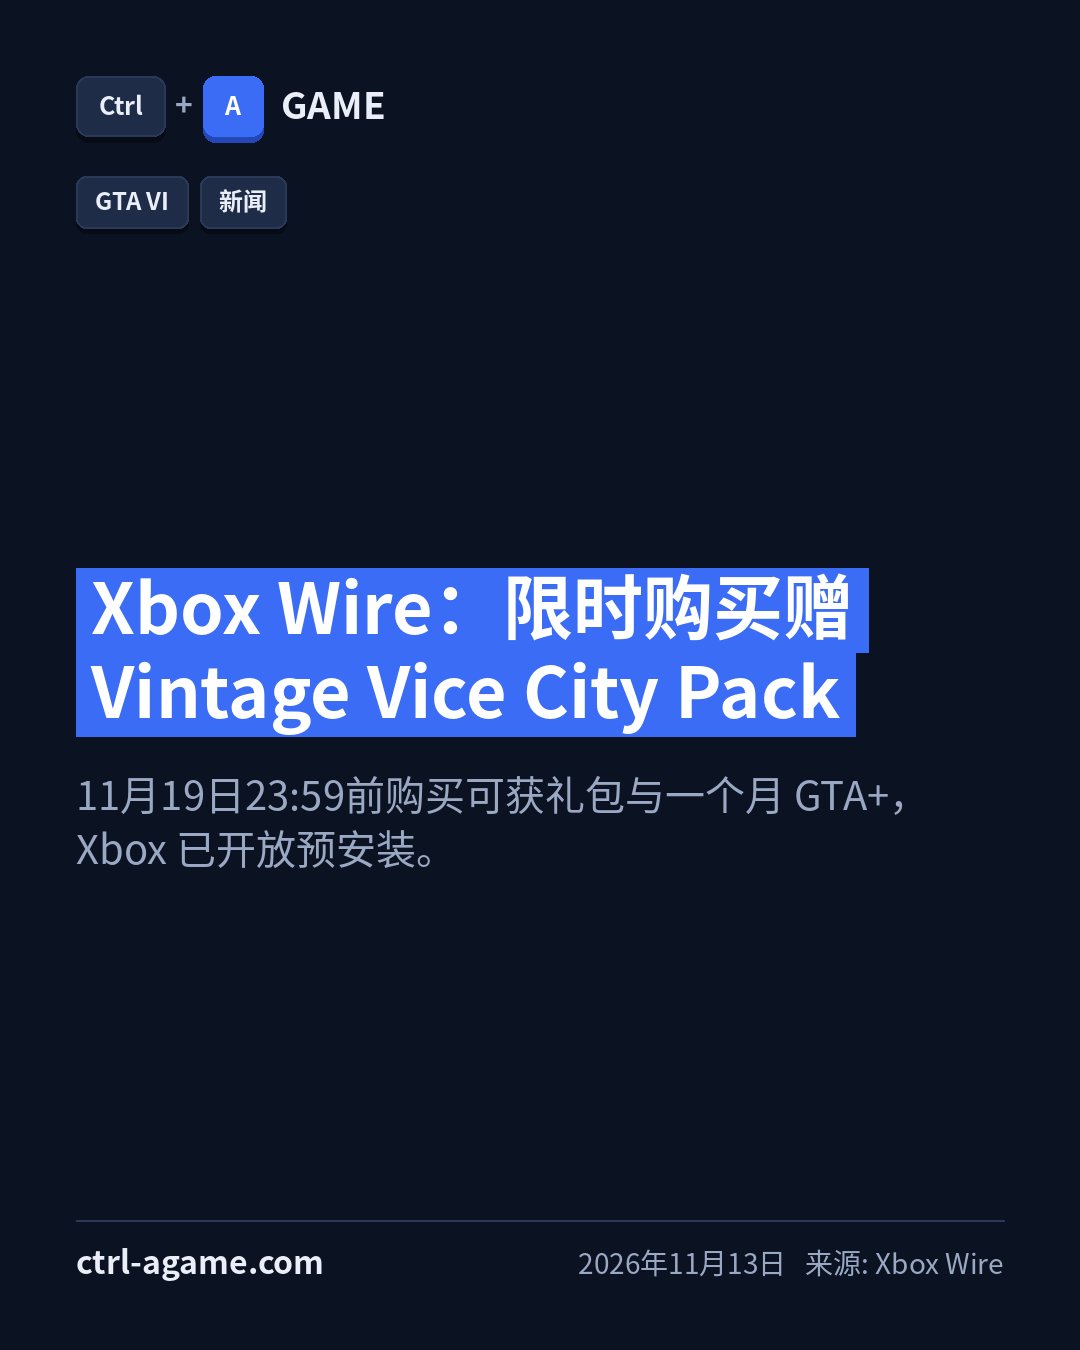 Ctrl + A GAME
GTA VI 新闻
Xbox Wire：限时购买赠
Vintage Vice City Pack
11月19日23:59前购买可获礼包与一个月 GTA+，
Xbox 已开放预安装。
ctrl-agame.com 2026年11月13日 来源: Xbox Wire